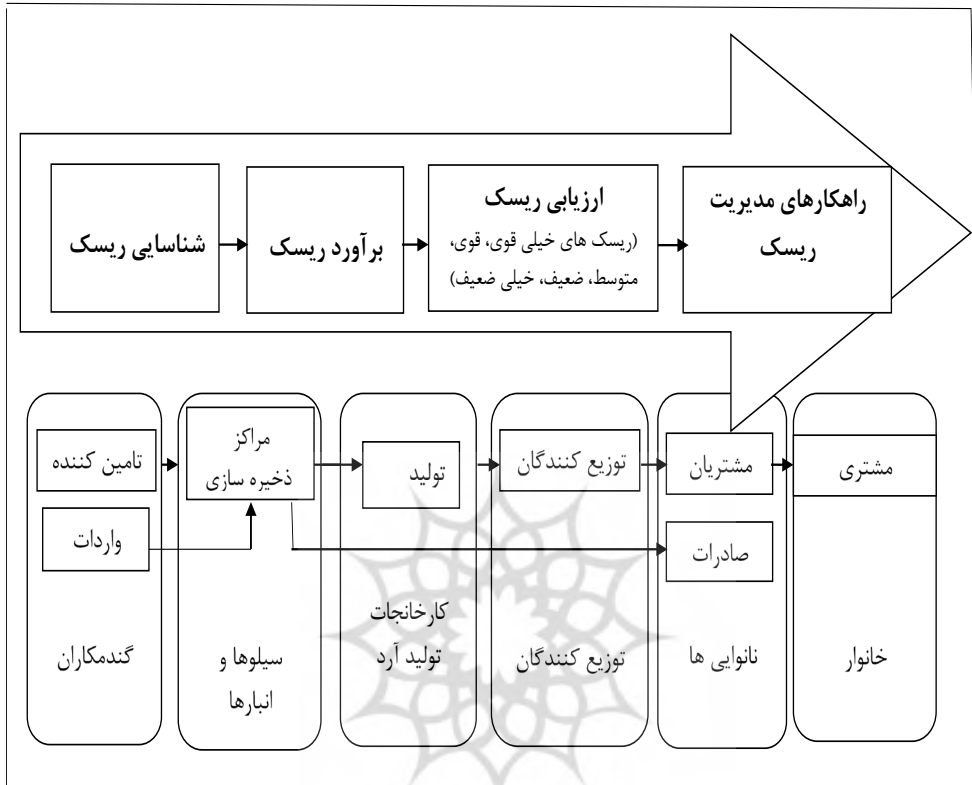 شناسایی ریسک
برآورد ریسک
ارزیابی ریسک
(ریسک های خیلی قوی، قوی،
متوسط، ضعیف، خیلی ضعیف)
راهکارهای مدیریت
ریسک
تامین کننده
واردات
گندمکاران
مراکز
ذخیره سازی
سیلوها و
انبارها
تولید
کارخانجات
تولید آرد
توزیع کنندگان
توزیع کنندگان
مشتریان
صادرات
نانوایی ها
مشتری
خانوار